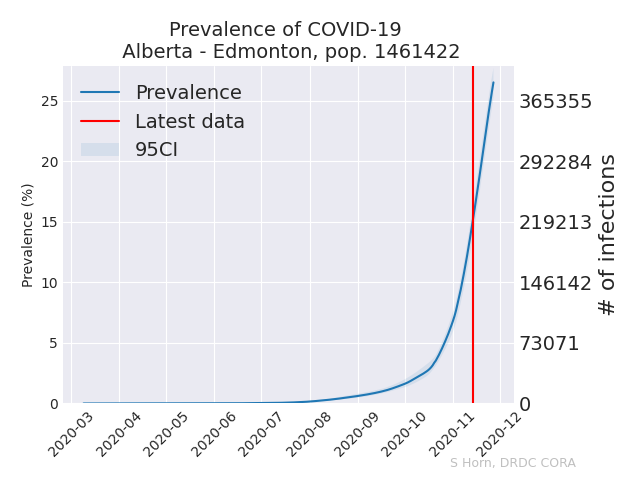 Prevalence of COVID-19
Alberta - Edmonton, pop. 1461422
Prevalence
Latest data
95CI
Prevalence (%)
25
20
15
10
5
0
365355
292284
219213
146142
73071
0
# of infections
2020-03
2020-04
2020-05
2020-06
2020-07
2020-08
2020-09
2020-10
2020-11
2020-12
S Horn, DRDC CORA